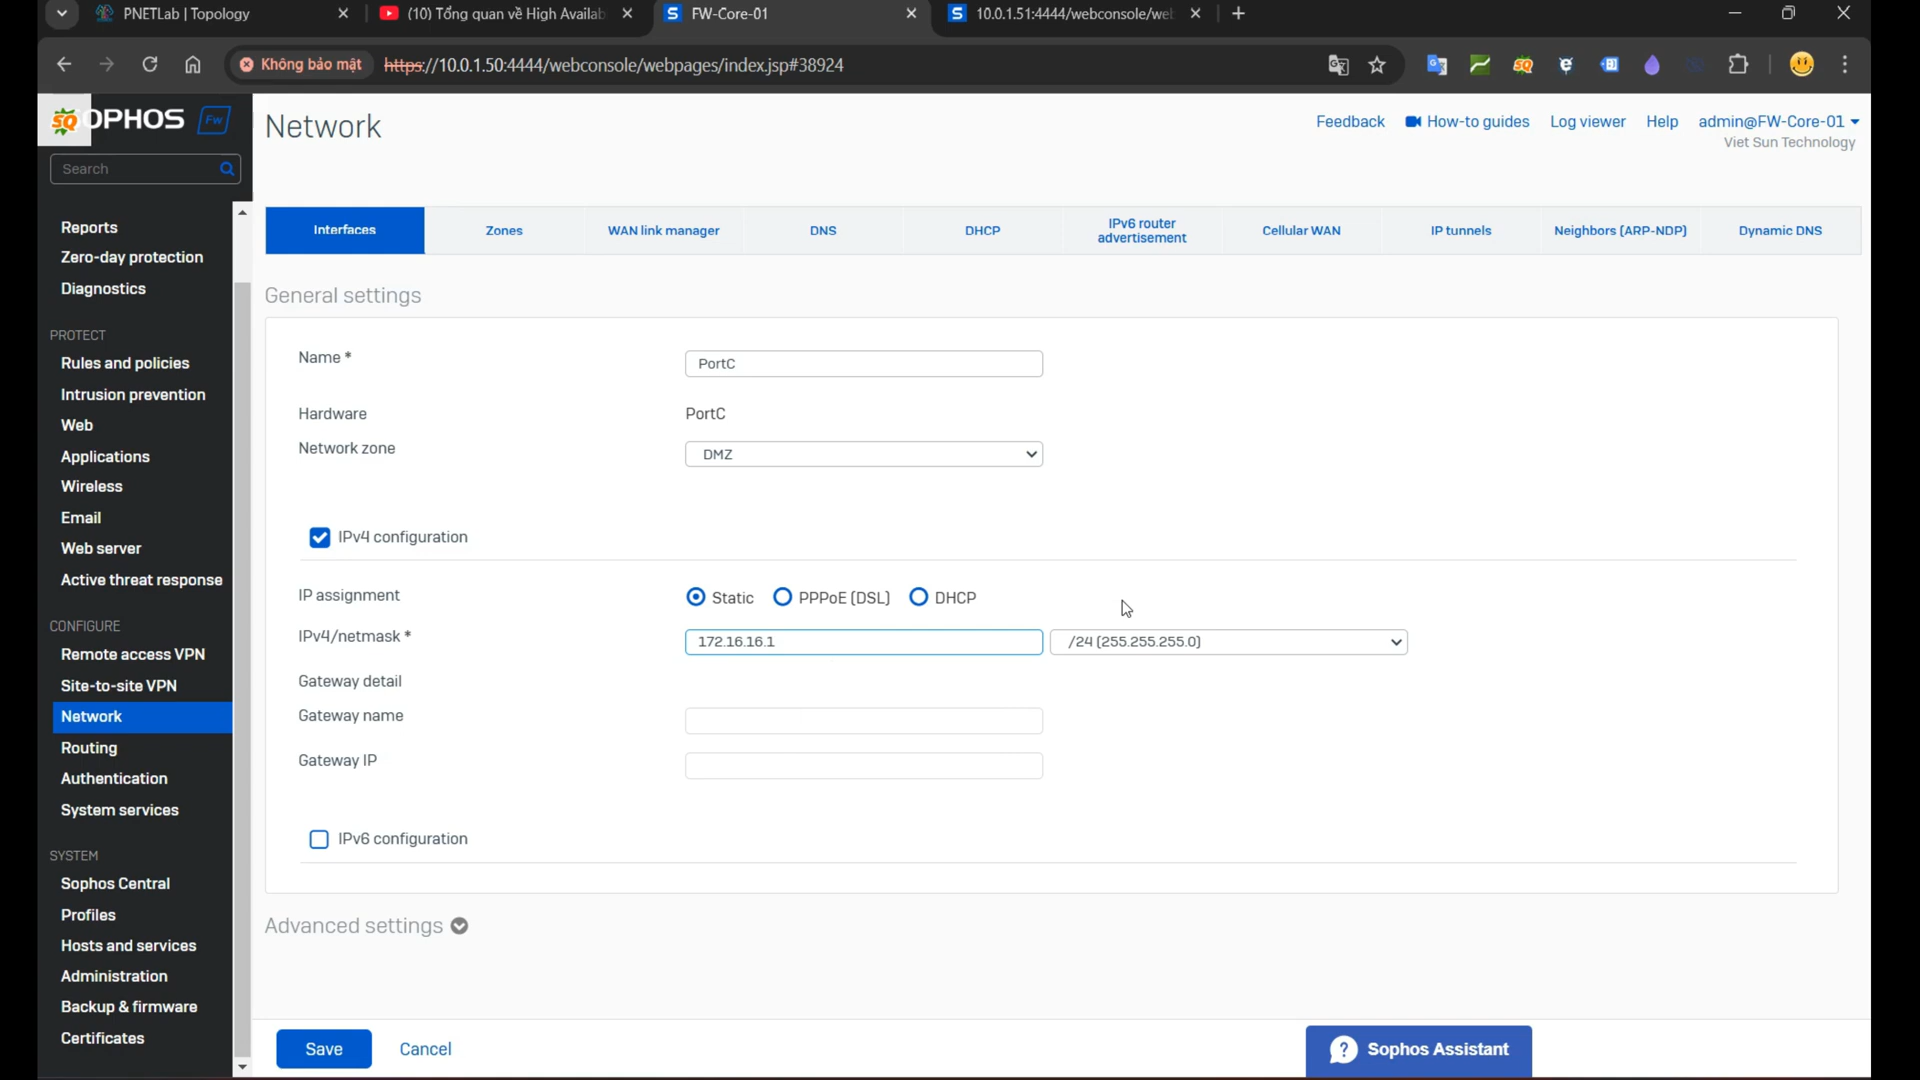 PNETLab | Topology
(10) Tổng quan về High Availab
FW-Core-01
10.0.1.51:4444/webconsole/we
Không bảo mật
https://10.0.1.50:4444/webconsole/webpages/index.jsp#38924
SOPHOS Fw
Network
Feedback
How-to guides
Log viewer
Help
admin@FW-Core-01
Viet Sun Technology
Search
Reports
Zero-day protection
Diagnostics
PROTECT
Rules and policies
Intrusion prevention
Web
Applications
Wireless
Email
Web server
Active threat response
CONFIGURE
Remote access VPN
Site-to-site VPN
Network
Routing
Authentication
System services
SYSTEM
Sophos Central
Profiles
Hosts and services
Administration
Backup & firmware
Certificates
Interfaces
Zones
WAN link manager
DNS
DHCP
IPv6 router
advertisement
Cellular WAN
IP tunnels
Neighbors (ARP-NDP)
Dynamic DNS
General settings
Name *
PortC
Hardware
PortC
Network zone
DMZ
IPv4 configuration
IP assignment
Static
PPPoE (DSL)
DHCP
IPv4/netmask *
172.16.16.1
/24 (255.255.255.0)
Gateway detail
Gateway name
Gateway IP
IPv6 configuration
Advanced settings
Save
Cancel
? Sophos Assistant